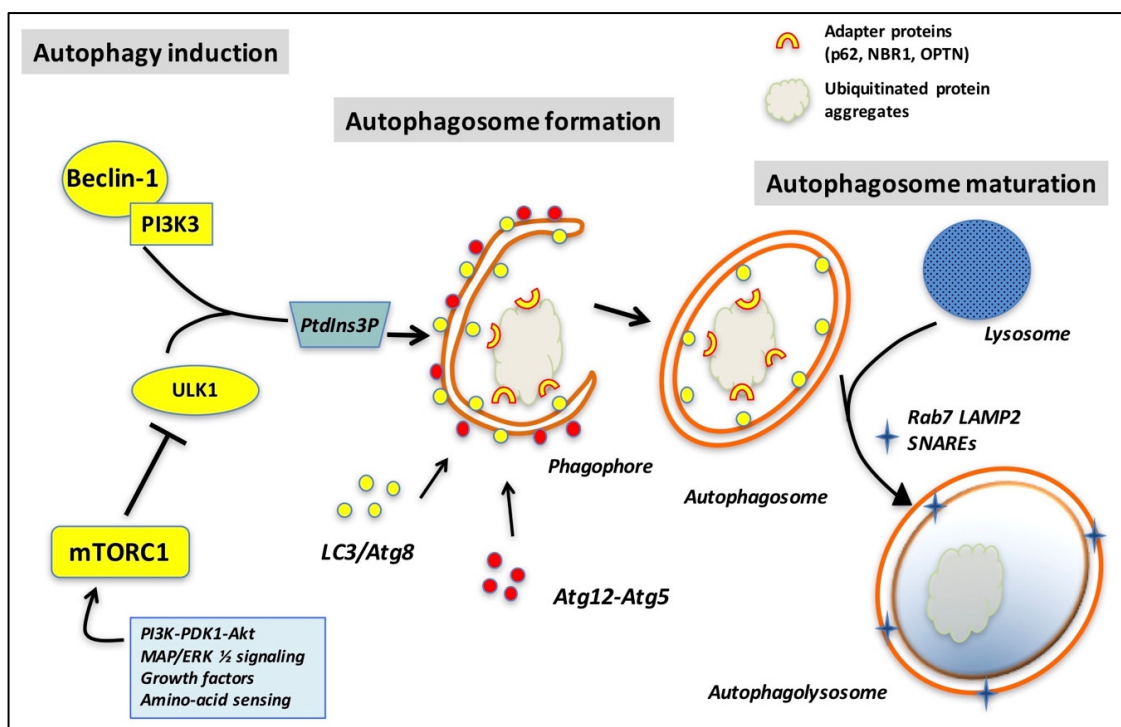 Autophagy induction
Adapter proteins
(p62, NBR1, OPTN)
Ubiquitinated protein
aggregates
Autophagosome formation
Autophagosome maturation
Beclin-1
PI3K3
PtdIns3P
ULK1
Lysosome
Rab7 LAMP2
SNAREs
Phagophore
Autophagosome
LC3/Atg8
mTORC1
Atg12-Atg5
PI3K-PDK1-Akt
MAP/ERK ½ signaling
Growth factors
Amino-acid sensing
Autophagolysosome